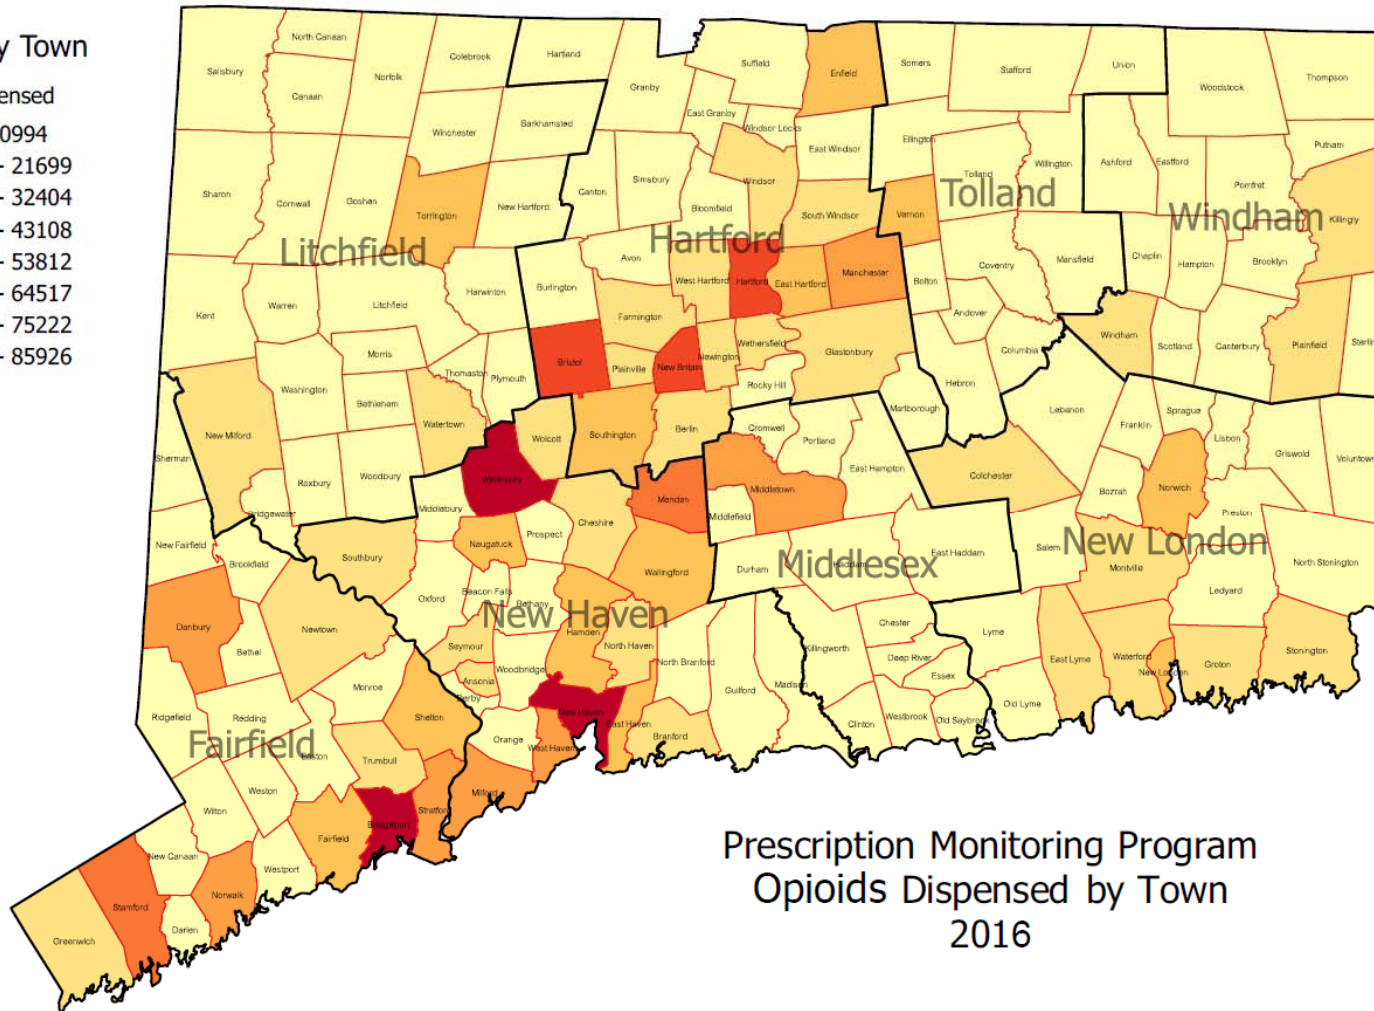 y Town
ensed
0994
- 21699
- 32404
- 43108
- 53812
- 64517
- 75222
- 85926
North Canaan
Salisbury
Canaan
Norfolk
Colebrook
Hartland
Granby
Suffield
Enfield
Somers
Stafford
Union
Woodstock
Thompson
Winchester
Barkhamsted
East Granby
Windsor Locks
East Windsor
Ellington
Tolland
Willington
Ashford
Eastford
Pomfret
Putnam
Sharon
Cornwall
Goshen
Torrington
New Hartford
Canton
Simsbury
Bloomfield
Windsor
South Windsor
Vernon
Tolland
Windham
Killingly
Litchfield
Hartford
Avon
West Hartford
Hartford
East Hartford
Manchester
Bolton
Coventry
Mansfield
Chaplin
Hampton
Brooklyn
Kent
Warren
Litchfield
Harwinton
Burlington
Farmington
Andover
Morris
Bristol
Plainville
New Britain
Newington
Wethersfield
Glastonbury
Columbia
Windham
Scotland
Canterbury
Plainfield
Sterlin
Washington
Bethlehem
Thomaston
Plymouth
Rocky Hill
Hebron
Marlborough
Lebanon
Franklin
Sprague
Lisbon
Griswold
Voluntown
New Milford
Watertown
Wolcott
Southington
Berlin
Cromwell
Portland
East Hampton
Colchester
Sherman
Roxbury
Woodbury
Waterbury
Meriden
Middletown
Bozrah
Norwich
Preston
Bridgewater
Middlebury
Cheshire
Middlefield
New Fairfield
Brookfield
Southbury
Naugatuck
Prospect
Wallingford
Durham
Haddam
Middlesex
East Haddam
Salem
New London
Montville
North Stonington
Ledyard
Danbury
Bethel
Newtown
Oxford
Beacon Falls
Bethany
New Haven
Hamden
North Haven
Seymour
Woodbridge
North Branford
Killingworth
Chester
Deep River
Essex
Lyme
East Lyme
Waterford
New London
Groton
Stonington
Ridgefield
Redding
Monroe
Ansonia
Derby
Guilford
Madison
Fairfield
Easton
Shelton
Orange
New Haven
West Haven
East Haven
Branford
Clinton
Westbrook
Old Saybrook
Old Lyme
Wilton
Weston
Trumbull
Milford
Stratford
Bridgeport
Fairfield
New Canaan
Westport
Norwalk
Stamford
Darien
Greenwich
Prescription Monitoring Program
Opioids Dispensed by Town
2016